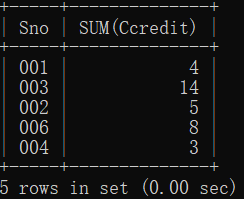 +-----+--------------+
| Sno | SUM(Ccredit) |
+-----+--------------+
| 001 |            4 |
| 003 |           14 |
| 002 |            5 |
| 006 |            8 |
| 004 |            3 |
+-----+--------------+
5 rows in set (0.00 sec)